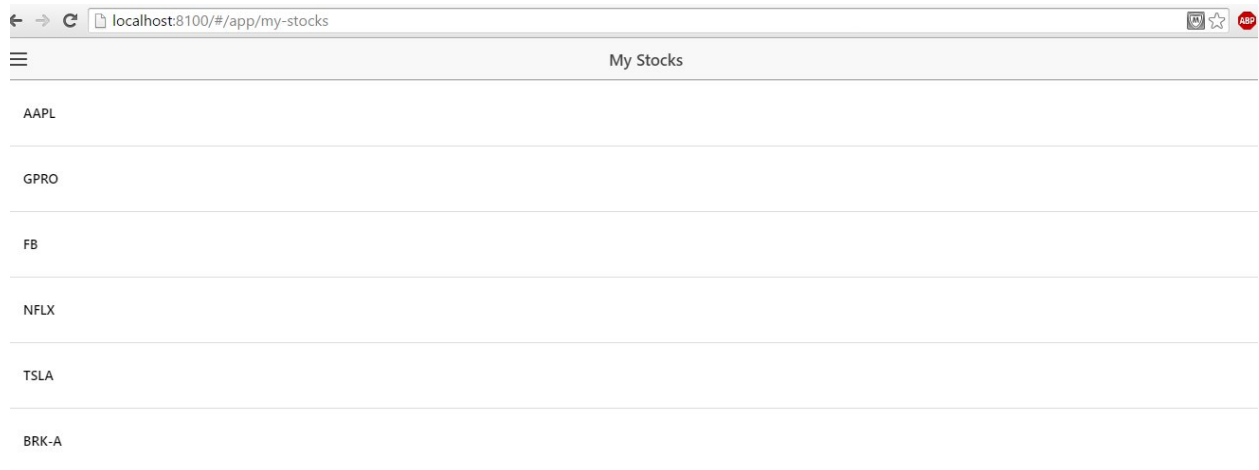 localhost:8100/#/app/my-stocks
ABP
My Stocks
AAPL
GPRO
FB
NFLX
TSLA
BRK-A